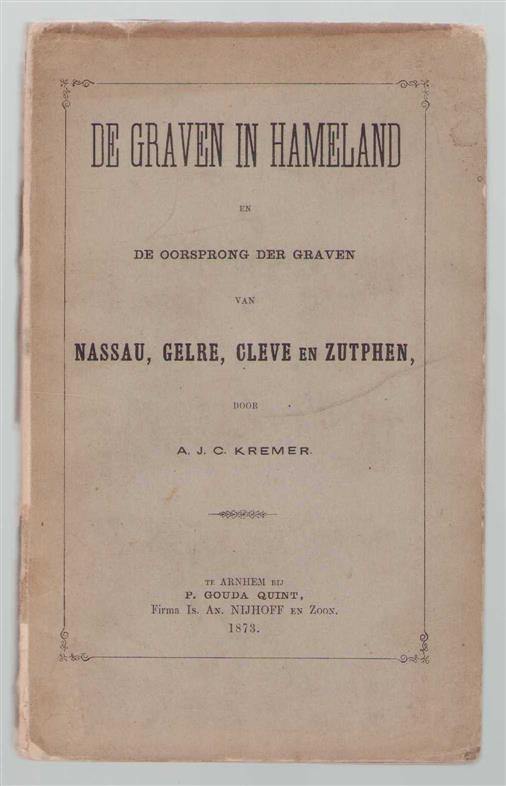 DE GRAVEN IN HAMELAND
EN
DE OORSPRONG DER GRAVEN
VAN
NASSAU, GELRE, CLEVE EN ZUTPHEN,
DOOR
A. J. C. KREMER.
TE ARNHEM BIJ
P. GOUDA QUINT,
Firma Is. An. NIJHOFF EN ZOON.
1873.